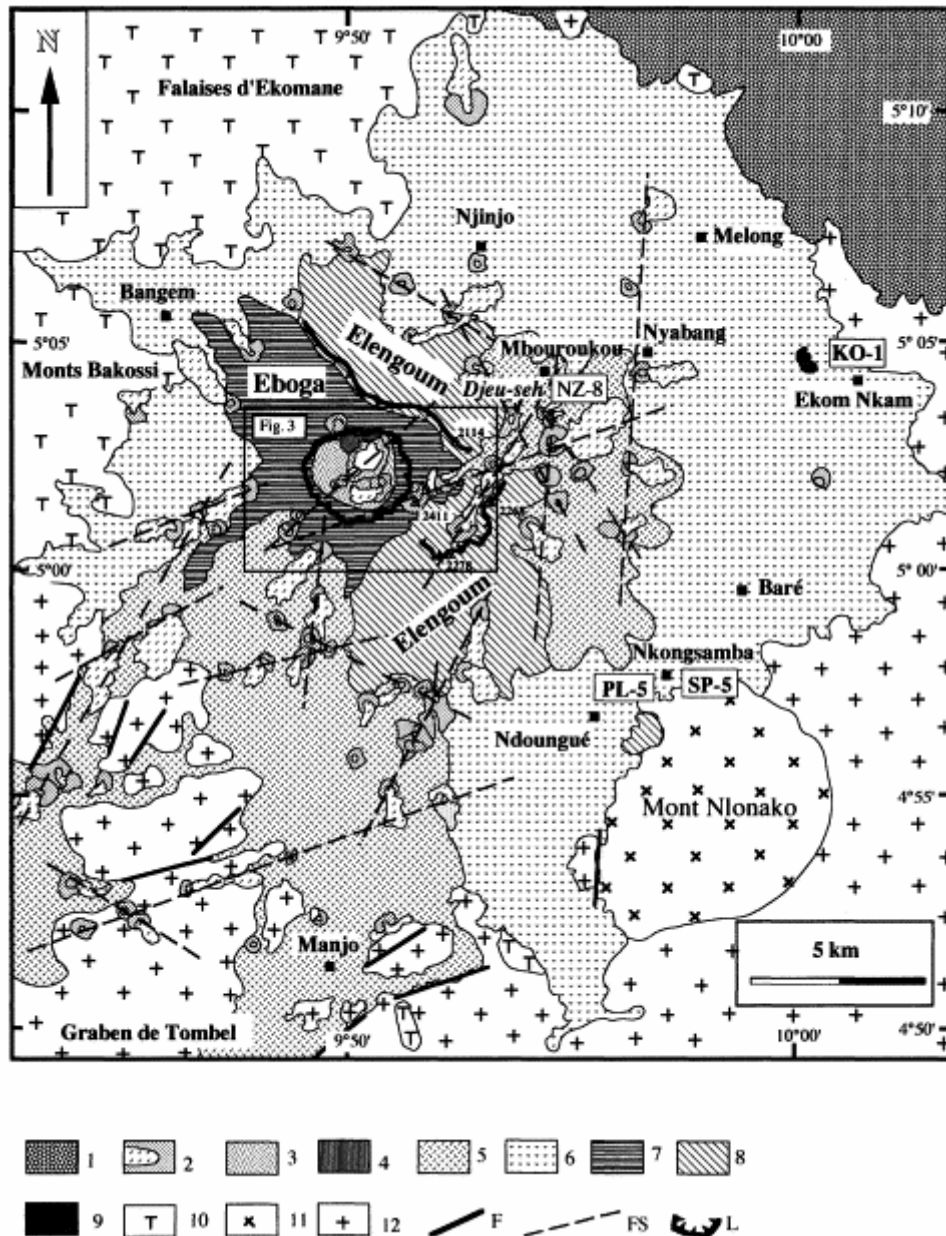 N
9°50'
10°00
Falaises d'Ekomane
5°10'
Njinjo
Melong
Bangem
5°05
Elengoum
Nyabang
5°05'
Monts Bakossi
Mbouroukou
KO-1
Eboga
Djeu-seh
NZ-8
Ekom Nkam
Fig. 3
2114
2411
2278
5°00
5° 00'
Baré
Elengoum
Nkongsamba
PL-5
SP-5
Ndoungué
4°55
4°55'
Mont Nlonako
Manjo
5 km
Graben de Tombel
9°50'
10°00'
4°50'
1 2 3 4 5 6 7 8
9 T 10 x 11 + 12 F FS L